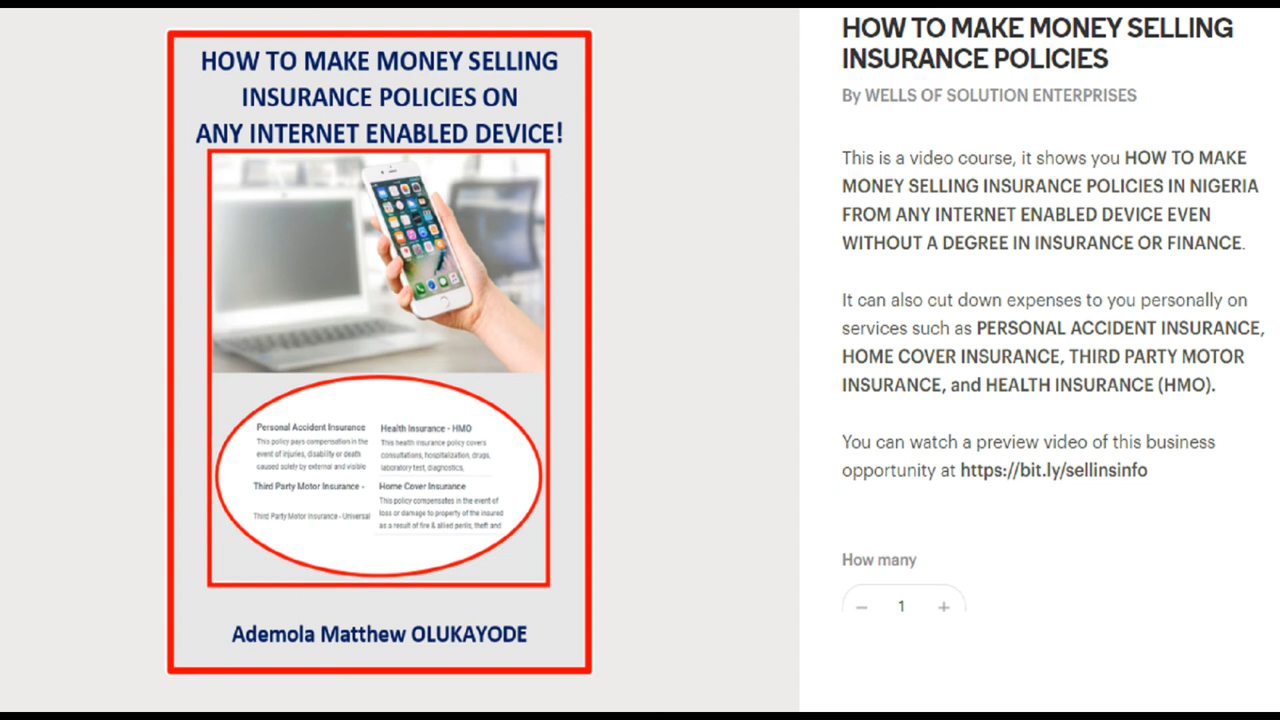 HOW TO MAKE MONEY SELLING
INSURANCE POLICIES ON
ANY INTERNET ENABLED DEVICE!
Personal Accident Insurance
This policy pays compensation in the
event of injuries, disability or death
caused solely by external and visible
Health Insurance - HMO
This health insurance policy covers
consultations, hospitalization, drugs,
laboratory test, diagnostics,
Third Party Motor Insurance -
Third Party Motor Insurance - Universal
Home Cover Insurance
This policy compensates in the event of
loss or damage to property of the insured
as a result of fire & allied perils, theft and
Ademola Matthew OLUKAYODE
HOW TO MAKE MONEY SELLING
INSURANCE POLICIES
By WELLS OF SOLUTION ENTERPRISES
This is a video course, it shows you HOW TO MAKE
MONEY SELLING INSURANCE POLICIES IN NIGERIA
FROM ANY INTERNET ENABLED DEVICE EVEN
WITHOUT A DEGREE IN INSURANCE OR FINANCE.
It can also cut down expenses to you personally on
services such as PERSONAL ACCIDENT INSURANCE,
HOME COVER INSURANCE, THIRD PARTY MOTOR
INSURANCE, and HEALTH INSURANCE (HMO).
You can watch a preview video of this business
opportunity at https://bit.ly/sellinsinfo
How many
− 1 +